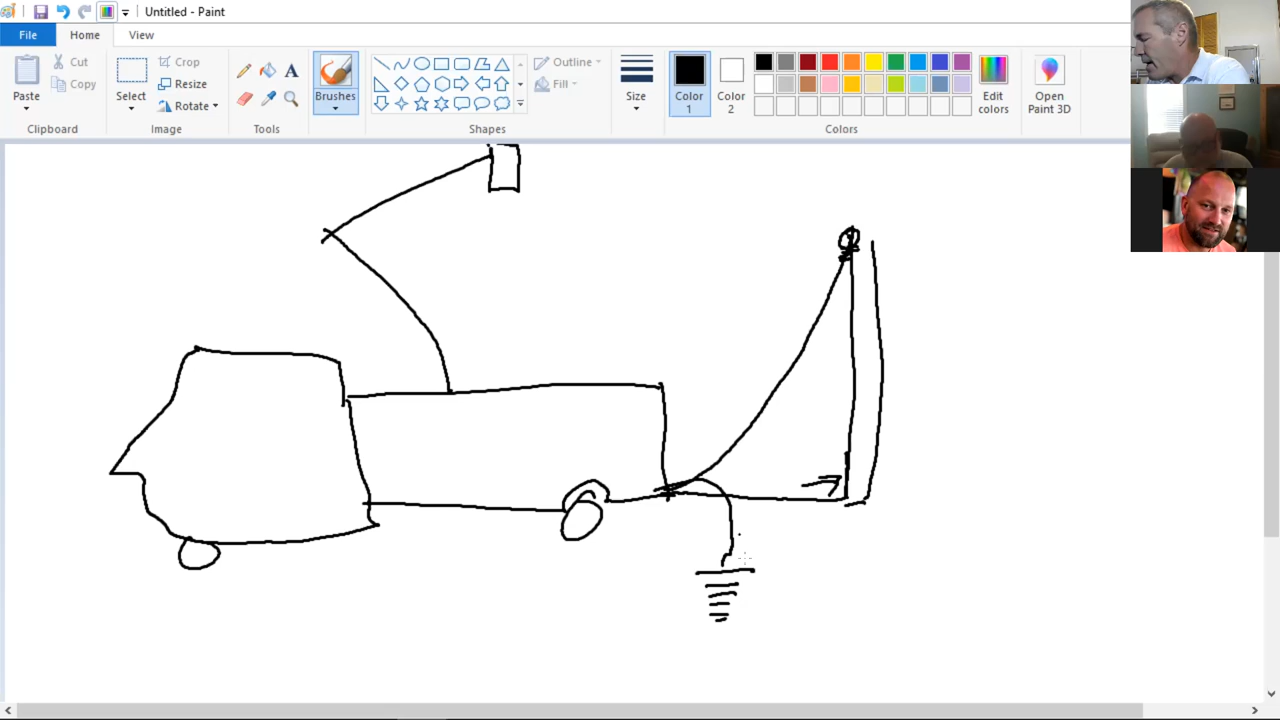 Untitled - Paint
File Home View
Paste
Cut
Copy
Clipboard
Select
Crop
Resize
Rotate
Image
A
Tools
Brushes
Outline
Fill
Shapes
Size
Color 1
Color 2
Edit colors
Colors
Open Paint 3D